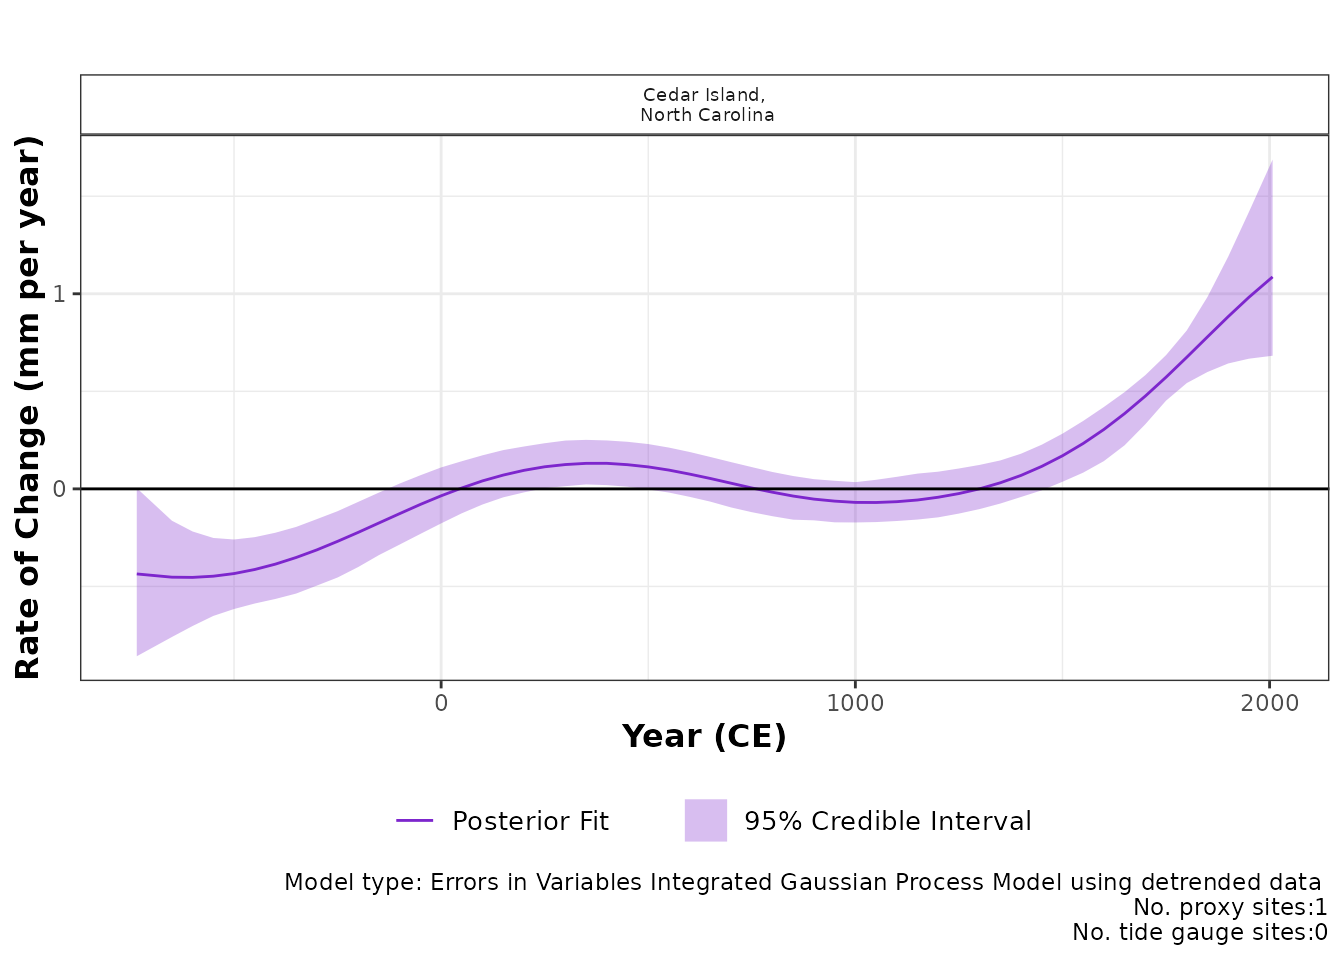 Cedar Island,
North Carolina
Rate of Change (mm per year)
1
0
0
1000
2000
Year (CE)
Posterior Fit
95% Credible Interval
Model type: Errors in Variables Integrated Gaussian Process Model using detrended data
No. proxy sites:1
No. tide gauge sites:0